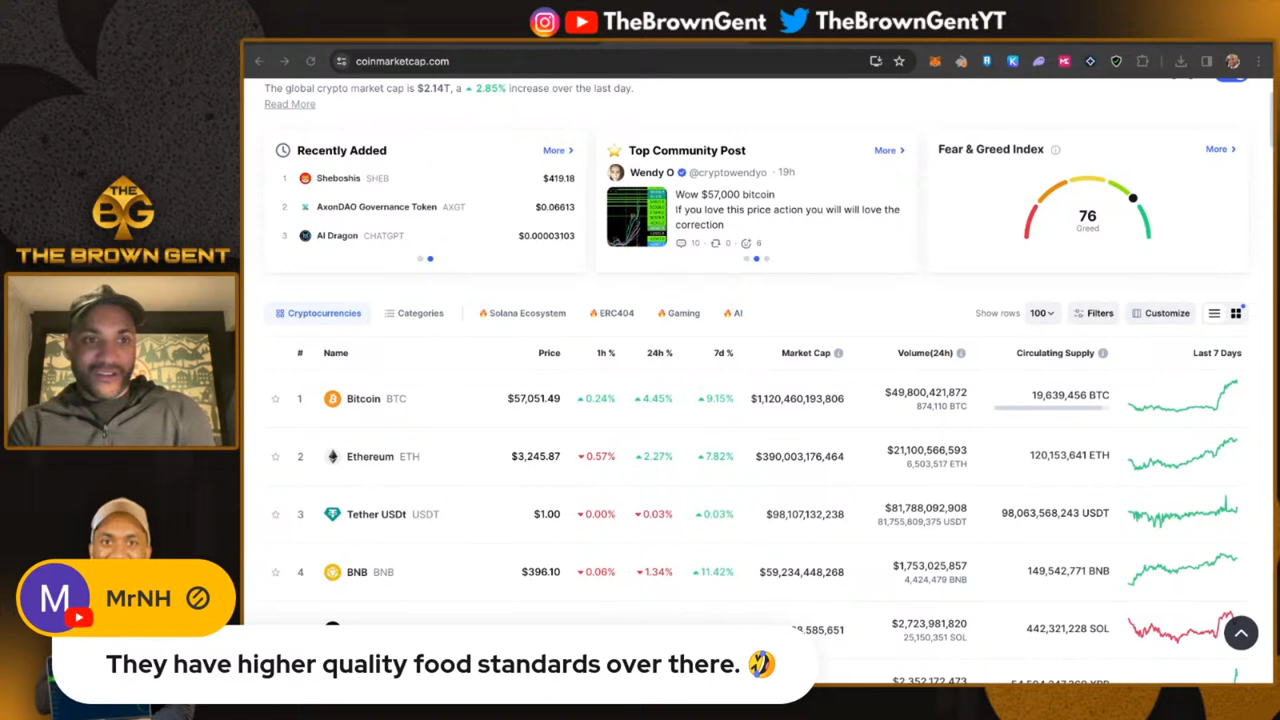 TheBrownGent TheBrownGentYT
THE
BG
THE BROWN GENT
coinmarketcap.com
The global crypto market cap is $2.14T, a 2.85% increase over the last day.
Read More
Recently Added More >
1 Sheboshis SHEB $419.18
2 AxonDAO Governance Token AXGT $0.06613
3 AI Dragon CHATGPT $0.00003103
Top Community Post More >
Wendy O @cryptowendyo · 19h
Wow $57,000 bitcoin
If you love this price action you will will love the
correction
10 0 6
Fear & Greed Index More >
76
Greed
Cryptocurrencies Categories Solana Ecosystem ERC404 Gaming AI Show rows 100 Filters Customize
# Name Price 1h % 24h % 7d % Market Cap Volume(24h) Circulating Supply Last 7 Days
1 Bitcoin BTC $57,051.49 0.24% 4.45% 9.15% $1,120,460,193,806 $49,800,421,872 19,639,456 BTC
874,110 BTC
2 Ethereum ETH $3,245.87 0.57% 2.27% 7.82% $390,003,176,464 $21,100,566,593 120,153,641 ETH
6,503,517 ETH
3 Tether USDt USDT $1.00 0.00% 0.03% 0.03% $98,107,132,238 $81,788,092,908 98,063,568,243 USDT
81,755,809,375 USDT
4 BNB BNB $396.10 0.06% 1.34% 11.42% $59,234,448,268 $1,753,025,857 149,542,771 BNB
4,424,479 BNB
$2,723,981,820 442,321,228 SOL
25,150,351 SOL
M MrNH
They have higher quality food standards over there. 🤣